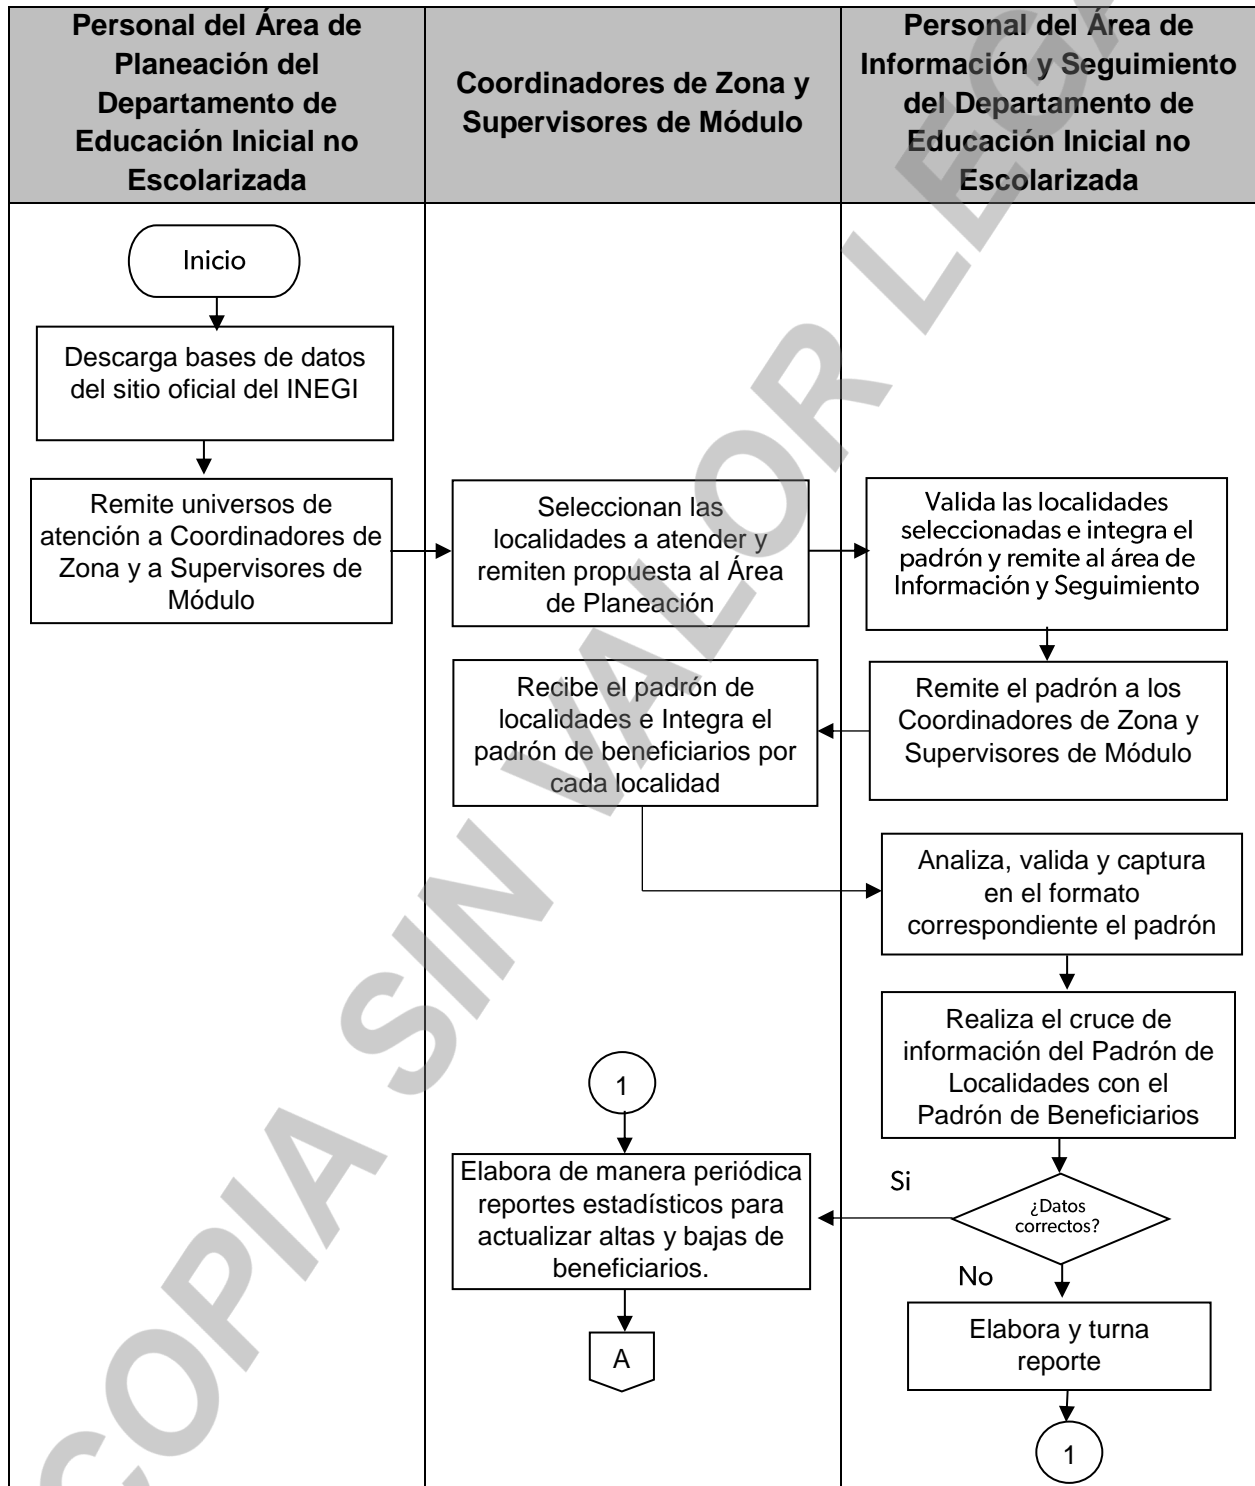 Personal del Área de
Planeación del
Departamento de
Educación Inicial no
Escolarizada
Coordinadores de Zona y
Supervisores de Módulo
Personal del Área de
Información y Seguimiento
del Departamento de
Educación Inicial no
Escolarizada
Inicio
Descarga bases de datos
del sitio oficial del INEGI
Remite universos de
atención a Coordinadores de
Zona y a Supervisores de
Módulo
Seleccionan las
localidades a atender y
remiten propuesta al Área
de Planeación
Valida las localidades
seleccionadas e integra el
padrón y remite al área de
Información y Seguimiento
Recibe el padrón de
localidades e Integra el
padrón de beneficiarios por
cada localidad
Remite el padrón a los
Coordinadores de Zona y
Supervisores de Módulo
Analiza, valida y captura
en el formato
correspondiente el padrón
Realiza el cruce de
información del Padrón de
Localidades con el
Padrón de Beneficiarios
1
Elabora de manera periódica
reportes estadísticos para
actualizar altas y bajas de
beneficiarios.
Si
¿Datos
correctos?
No
A
Elabora y turna
reporte
1
COPIA SIN VALOR LEGA